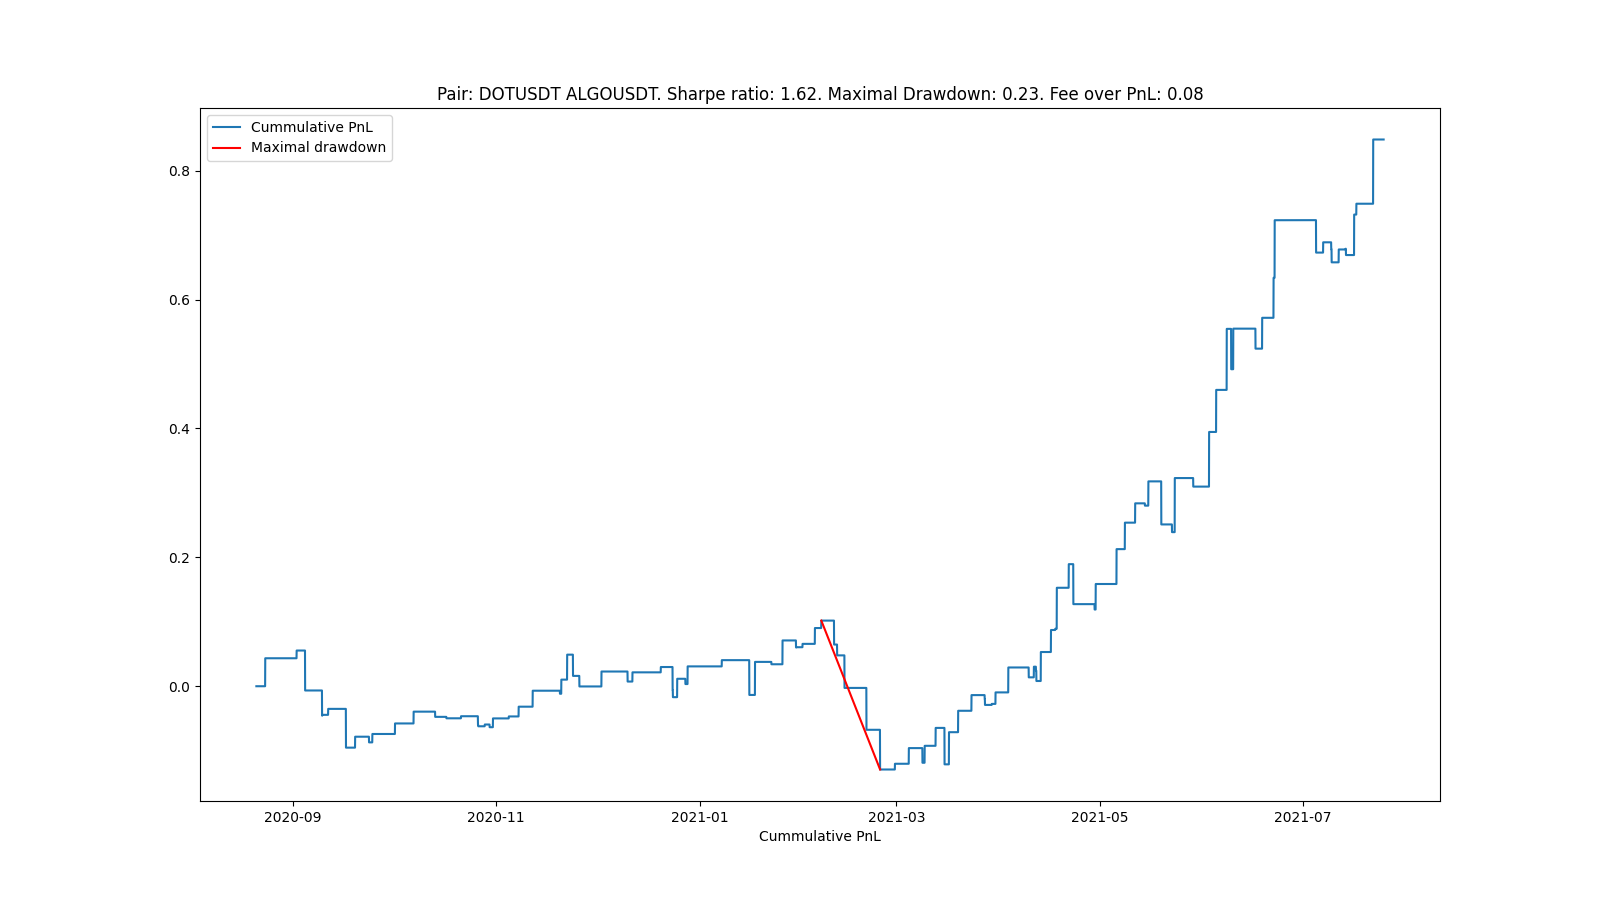 Pair: DOTUSDT ALGOUSDT. Sharpe ratio: 1.62. Maximal Drawdown: 0.23. Fee over PnL: 0.08
Cummulative PnL
Maximal drawdown
0.8
0.6
0.4
0.2
0.0
2020-09 2020-11 2021-01 2021-03 2021-05 2021-07
Cummulative PnL